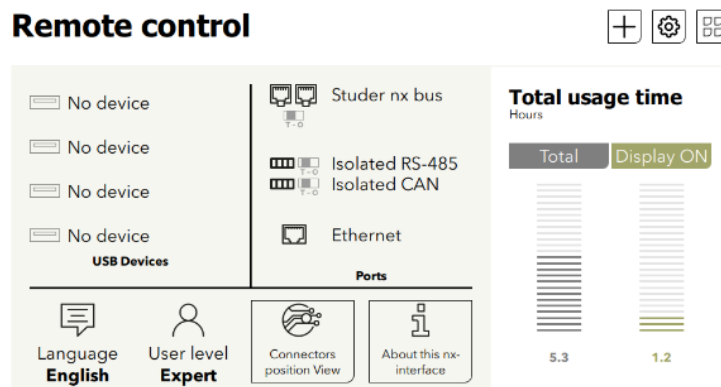 Remote control
No device
No device
No device
No device
USB Devices
Studer nx bus
T - O
Isolated RS-485
T - O
Isolated CAN
T - O
Ethernet
Ports
Language
English
User level
Expert
Connectors
position View
About this nx-
interface
Total usage time
Hours
Total
Display ON
5.3
1.2